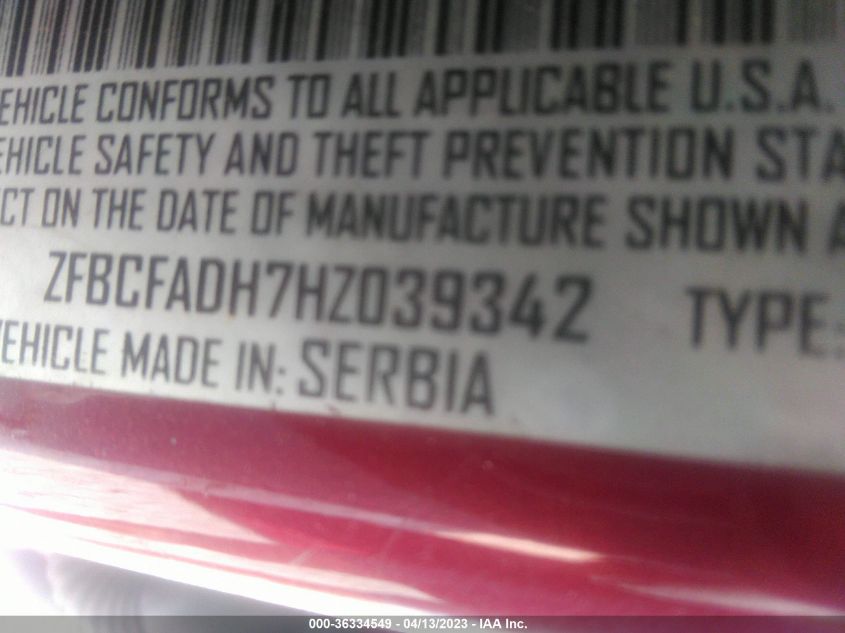 EHICLE CONFORMS TO ALL APPLICABLE U.S.A.
EHICLE SAFETY AND THEFT PREVENTION STA
CT ON THE DATE OF MANUFACTURE SHOWN A
ZFBCFADH7HZ039342 TYPE:
VEHICLE MADE IN: SERBIA
000-36334549 - 04/13/2023 - IAA Inc.